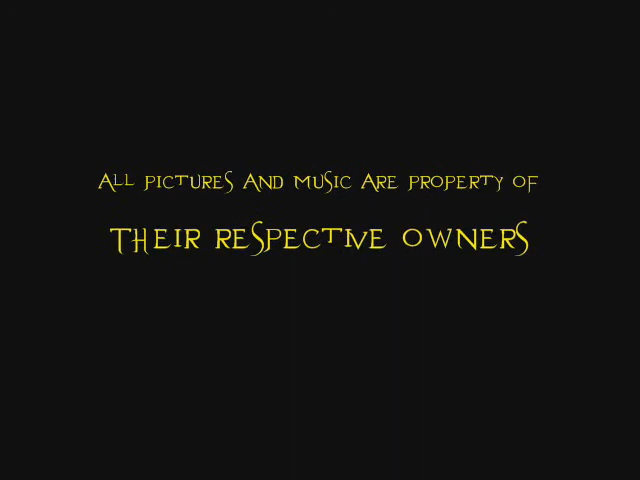 All pictures and music are property of
their respective owners